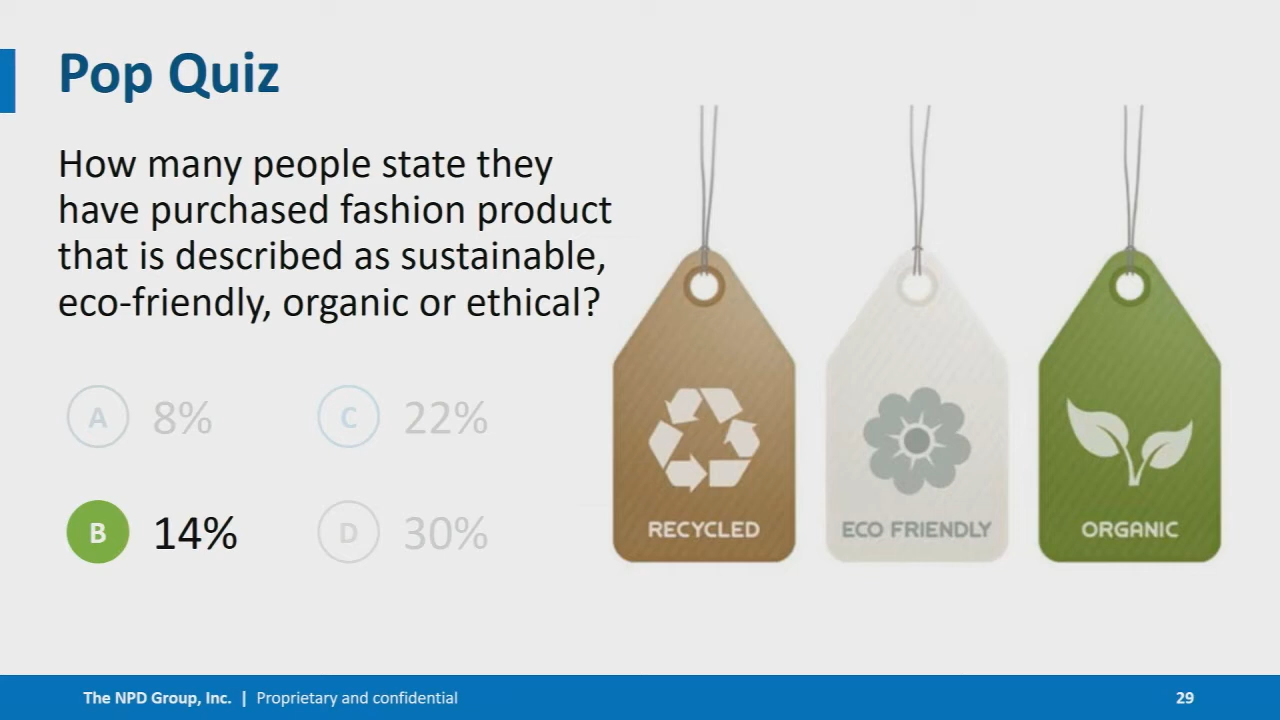 Pop Quiz
How many people state they
have purchased fashion product
that is described as sustainable,
eco-friendly, organic or ethical?
A 8%
C 22%
B 14%
D 30%
RECYCLED
ECO FRIENDLY
ORGANIC
The NPD Group, Inc. | Proprietary and confidential
29